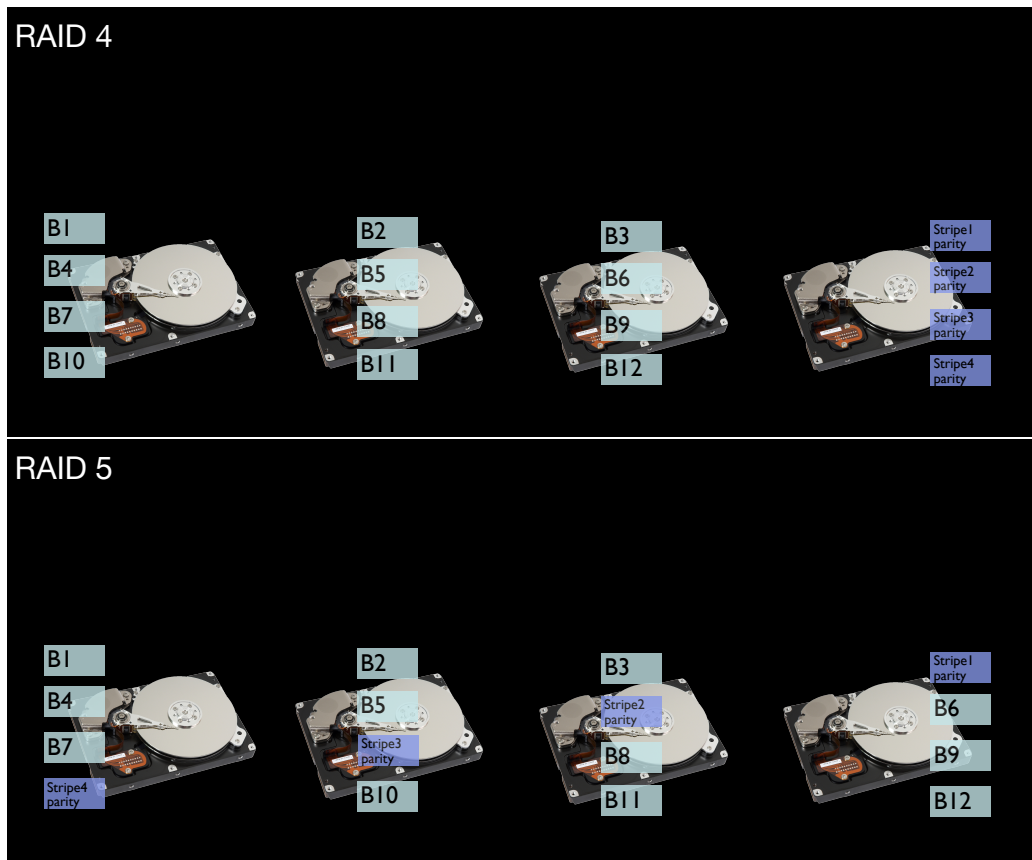 RAID 4
B1
B2
B3
Stripe1
parity
B4
B5
B6
Stripe2
parity
B7
B8
B9
Stripe3
parity
B10
B11
B12
Stripe4
parity
RAID 5
B1
B2
B3
Stripe1
parity
B4
B5
Stripe2
parity
B6
B7
Stripe3
parity
B8
B9
Stripe4
parity
B10
B11
B12